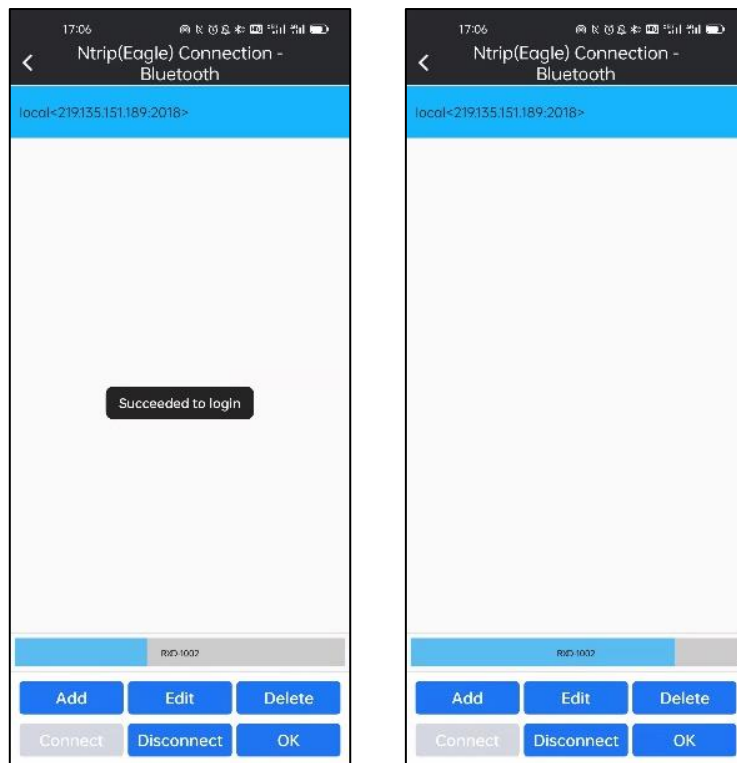 17:06
Ntrip(Eagle) Connection -
Bluetooth
local<219.135.151.189:2018>
Succeeded to login
RXD-1002
Add Edit Delete
Connect Disconnect OK
17:06
Ntrip(Eagle) Connection -
Bluetooth
local<219.135.151.189:2018>
RXD-1002
Add Edit Delete
Connect Disconnect OK